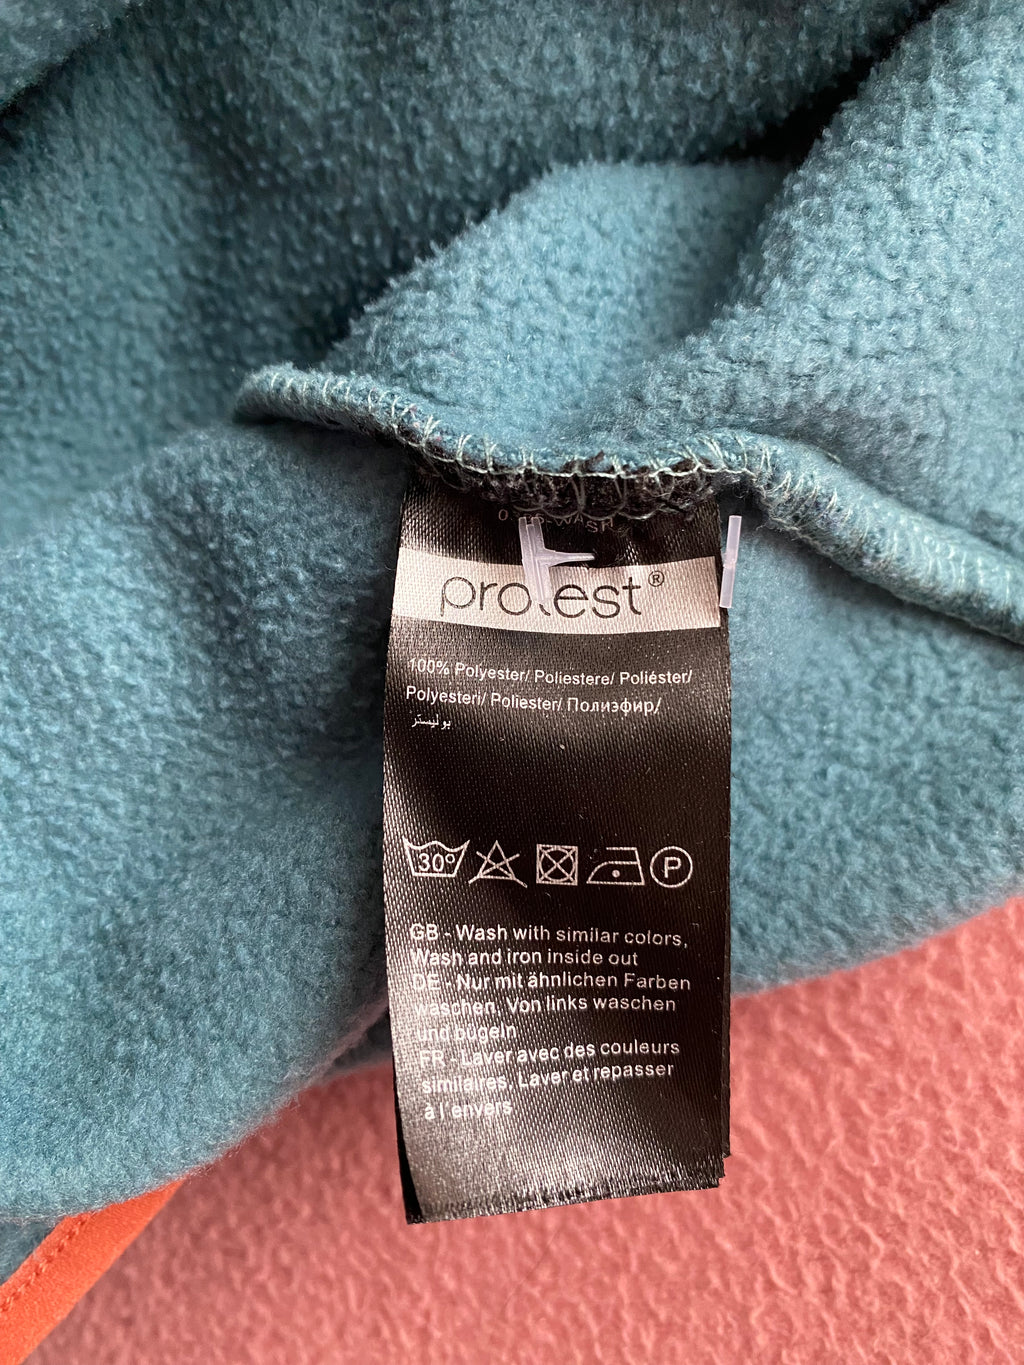 WASH
protest®
100% Polyester/ Poliestere/ Poliéster/
Polyesteri/ Poliester/ Полиэфир/
بوليستر
30°
P
GB - Wash with similar colors,
Wash and iron inside out
DE - Nur mit ähnlichen Farben
waschen. Von links waschen
und bügeln
FR - Laver avec des couleurs
similaires. Laver et repasser
à l'envers